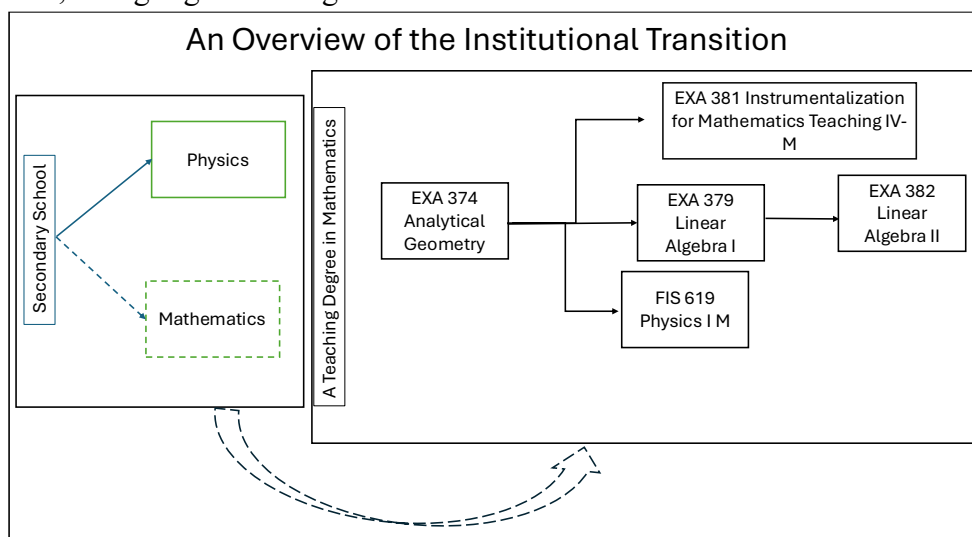 An Overview of the Institutional Transition
Secondary School
Physics
Mathematics
A Teaching Degree in Mathematics
EXA 374
Analytical
Geometry
EXA 381 Instrumentalization
for Mathematics Teaching IV-
M
EXA 379
Linear
Algebra I
EXA 382
Linear
Algebra II
FIS 619
Physics I M